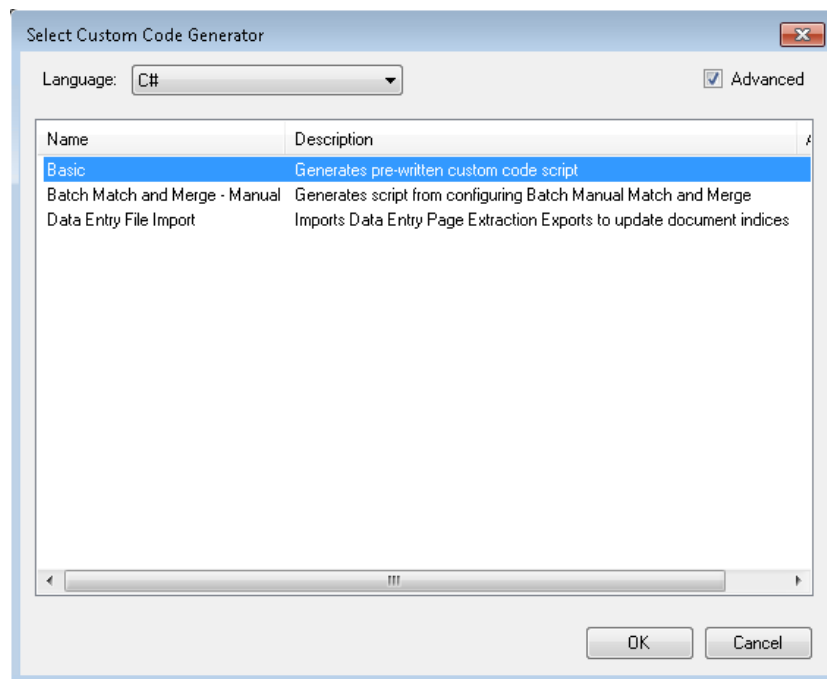 Select Custom Code Generator
Language: C# Advanced
Name Description
Basic Generates pre-written custom code script
Batch Match and Merge - Manual Generates script from configuring Batch Manual Match and Merge
Data Entry File Import Imports Data Entry Page Extraction Exports to update document indices
OK Cancel